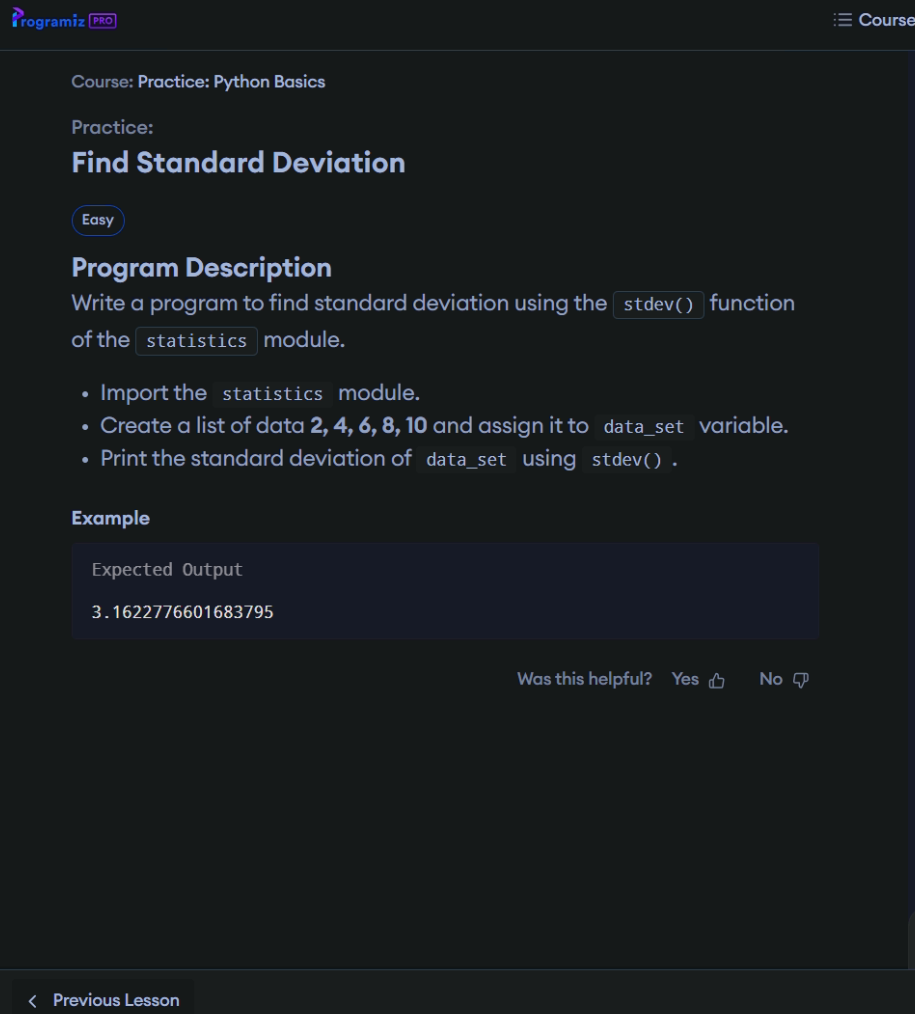 Programiz PRO
Course
Course: Practice: Python Basics
Practice:
Find Standard Deviation
Easy
Program Description
Write a program to find standard deviation using the stdev() function
of the statistics module.
• Import the statistics module.
• Create a list of data 2, 4, 6, 8, 10 and assign it to data_set variable.
• Print the standard deviation of data_set using stdev() .
Example
Expected Output
3.1622776601683795
Was this helpful? Yes No
Previous Lesson